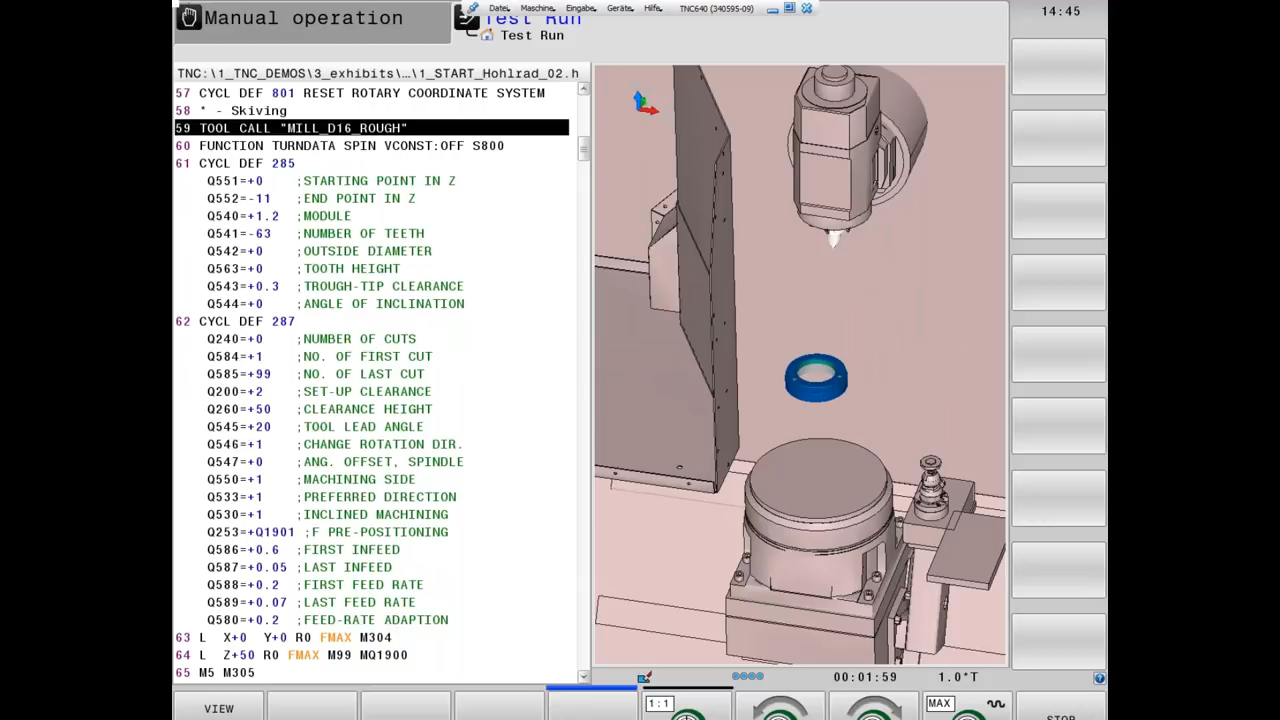 Manual operation
Datei Maschine Eingabe Geräte Hilfe TNC640 (340595-09)
Test Run
Test Run
14:45
TNC:\1_TNC_DEMOS\3_exhibits\...\1_START_Hohlrad_02.h
57 CYCL DEF 801 RESET ROTARY COORDINATE SYSTEM
58 * - Skiving
59 TOOL CALL "MILL_D16_ROUGH"
60 FUNCTION TURNDATA SPIN VCONST:OFF S800
61 CYCL DEF 285
Q551=+0 ;STARTING POINT IN Z
Q552=-11 ;END POINT IN Z
Q540=+1.2 ;MODULE
Q541=-63 ;NUMBER OF TEETH
Q542=+0 ;OUTSIDE DIAMETER
Q563=+0 ;TOOTH HEIGHT
Q543=+0.3 ;TROUGH-TIP CLEARANCE
Q544=+0 ;ANGLE OF INCLINATION
62 CYCL DEF 287
Q240=+0 ;NUMBER OF CUTS
Q584=+1 ;NO. OF FIRST CUT
Q585=+99 ;NO. OF LAST CUT
Q200=+2 ;SET-UP CLEARANCE
Q260=+50 ;CLEARANCE HEIGHT
Q545=+20 ;TOOL LEAD ANGLE
Q546=+1 ;CHANGE ROTATION DIR.
Q547=+0 ;ANG. OFFSET, SPINDLE
Q550=+1 ;MACHINING SIDE
Q533=+1 ;PREFERRED DIRECTION
Q530=+1 ;INCLINED MACHINING
Q253=+Q1901 ;F PRE-POSITIONING
Q586=+0.6 ;FIRST INFEED
Q587=+0.05 ;LAST INFEED
Q588=+0.2 ;FIRST FEED RATE
Q589=+0.07 ;LAST FEED RATE
Q580=+0.2 ;FEED-RATE ADAPTION
63 L X+0 Y+0 R0 FMAX M304
64 L Z+50 R0 FMAX M99 MQ1900
65 M5 M305
00:01:59 1.0*T
VIEW
1:1
MAX
STOP